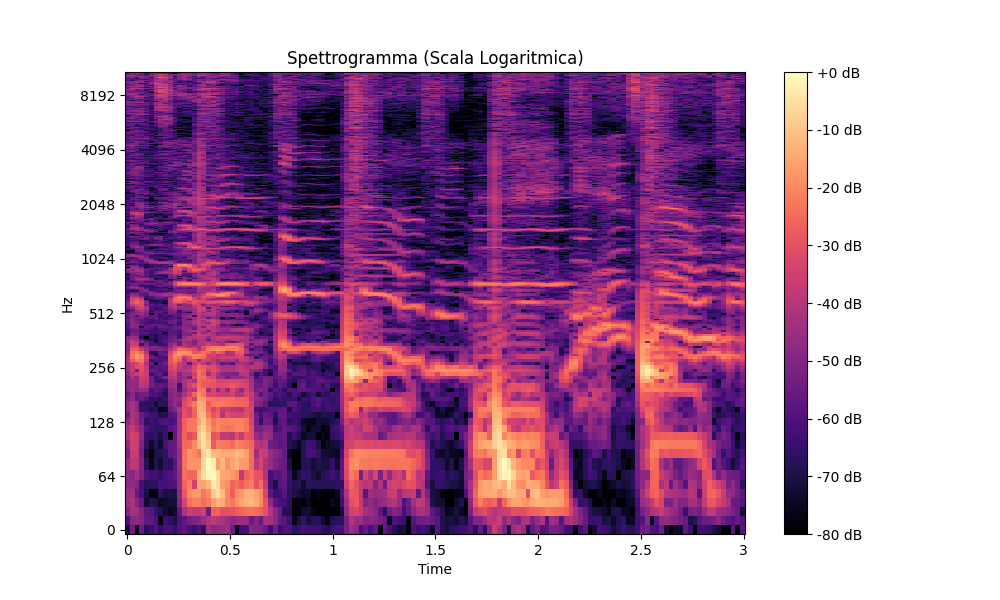 Spettrogramma (Scala Logaritmica)
Hz
8192
4096
2048
1024
512
256
128
64
0
0
0.5
1
1.5
2
2.5
3
Time
+0 dB
-10 dB
-20 dB
-30 dB
-40 dB
-50 dB
-60 dB
-70 dB
-80 dB